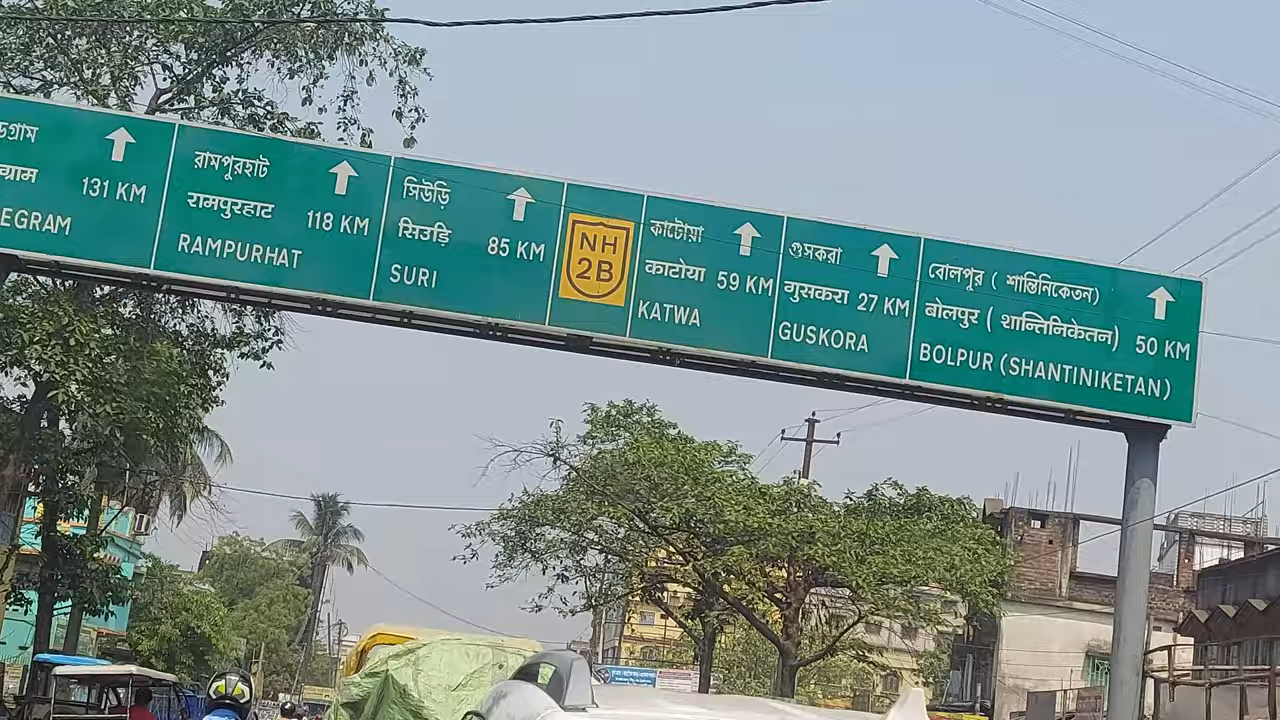 ডগ্রাম
ग्राम 131 KM
EGRAM
রামপুরহাট
रामपुरहाट 118 KM
RAMPURHAT
সিউড়ি
सिउड़ि 85 KM
SURI
NH
2B
কাটোয়া
काटोया 59 KM
KATWA
গুসকরা
गुसकरा 27 KM
GUSKORA
বোলপুর ( শান্তিনিকেতন)
बोलपुर ( शान्तिनिकेतन) 50 KM
BOLPUR (SHANTINIKETAN)